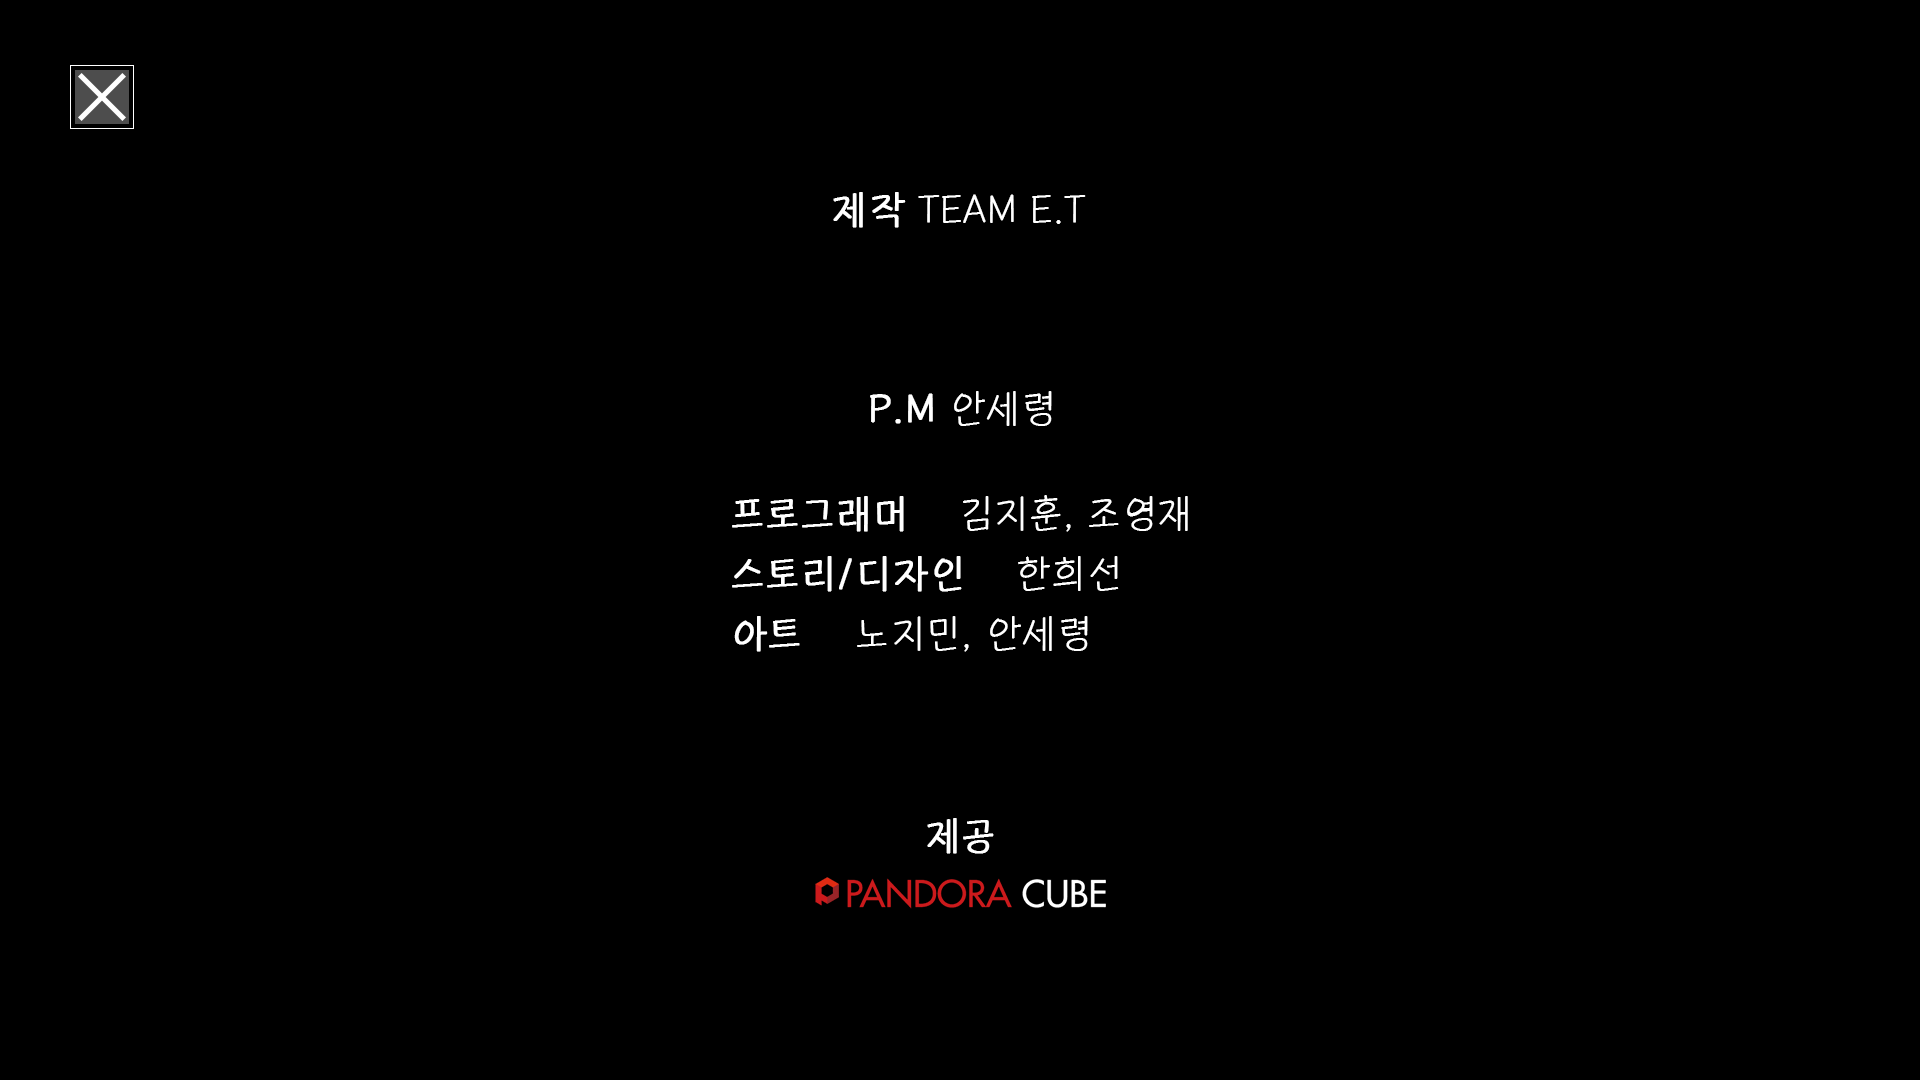 제작 TEAM E.T
P.M 안세령
프로그래머 김지훈, 조영재
스토리/디자인 한희선
아트 노지민, 안세령
제공
PANDORA CUBE